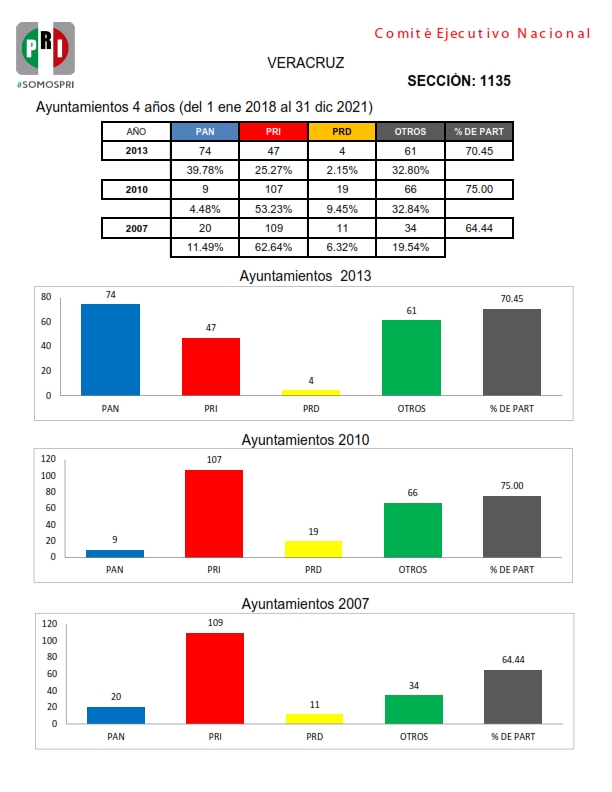 Comité Ejecutivo Nacional
PRI
#SOMOSPRI
VERACRUZ
SECCIÓN: 1135
Ayuntamientos 4 años (del 1 ene 2018 al 31 dic 2021)
AÑO PAN PRI PRD OTROS % DE PART
2013 74 47 4 61 70.45
39.78% 25.27% 2.15% 32.80%
2010 9 107 19 66 75.00
4.48% 53.23% 9.45% 32.84%
2007 20 109 11 34 64.44
11.49% 62.64% 6.32% 19.54%
Ayuntamientos 2013
80
60
40
20
0
74 47 4 61 70.45
PAN PRI PRD OTROS % DE PART
Ayuntamientos 2010
120
100
80
60
40
20
0
9 107 19 66 75.00
PAN PRI PRD OTROS % DE PART
Ayuntamientos 2007
120
100
80
60
40
20
0
20 109 11 34 64.44
PAN PRI PRD OTROS % DE PART